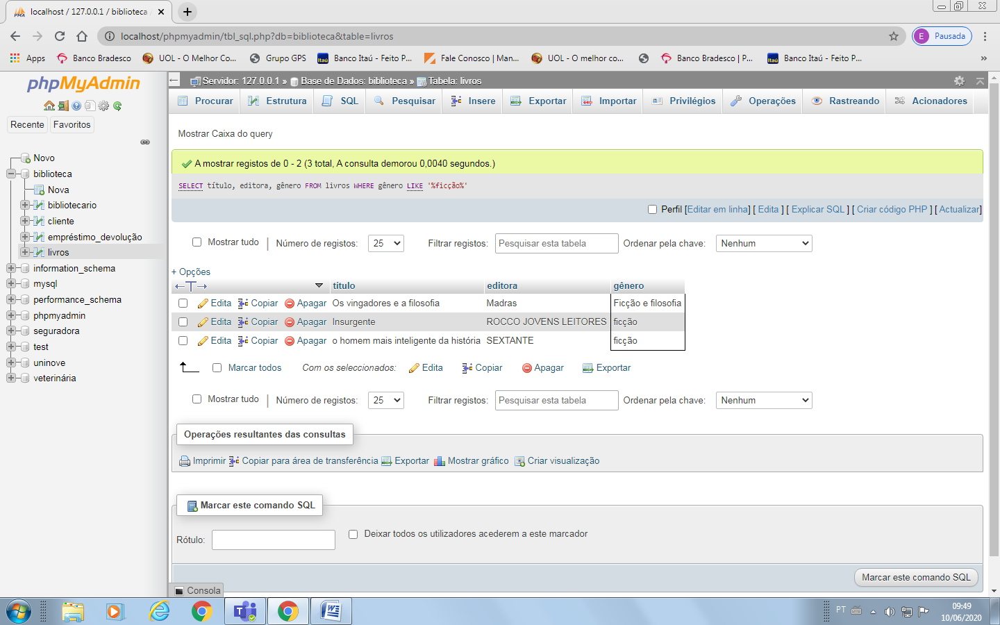 localhost / 127.0.0.1 / biblioteca
localhost/phpmyadmin/tbl_sql.php?db=biblioteca&table=livros
E Pausada
Apps Banco Bradesco UOL - O Melhor Co... Grupo GPS Banco Itaú - Feito P... Fale Conosco | Man... UOL - O melhor co... Banco Bradesco | P... Banco Itaú - Feito P... »
phpMyAdmin
Recente Favoritos
Novo
biblioteca
Nova
bibliotecario
cliente
empréstimo_devolução
livros
information_schema
mysql
performance_schema
phpmyadmin
seguradora
test
uninove
veterinária
Servidor: 127.0.0.1 » Base de Dados: biblioteca » Tabela: livros
Procurar Estrutura SQL Pesquisar Insere Exportar Importar Privilégios Operações Rastreando Acionadores
Mostrar Caixa do query
A mostrar registos de 0 - 2 (3 total, A consulta demorou 0,0040 segundos.)
SELECT título, editora, gênero FROM livros WHERE gênero LIKE '%ficção%'
Perfil [Editar em linha] [ Edita ] [ Explicar SQL ] [ Criar código PHP ] [ Actualizar]
Mostrar tudo | Número de registos: 25 Filtrar registos: Pesquisar esta tabela Ordenar pela chave: Nenhum
+ Opções
←T→ título editora gênero
Edita Copiar Apagar Os vingadores e a filosofia Madras Ficção e filosofia
Edita Copiar Apagar Insurgente ROCCO JOVENS LEITORES ficção
Edita Copiar Apagar o homem mais inteligente da história SEXTANTE ficção
Marcar todos Com os seleccionados: Edita Copiar Apagar Exportar
Mostrar tudo | Número de registos: 25 Filtrar registos: Pesquisar esta tabela Ordenar pela chave: Nenhum
Operações resultantes das consultas
Imprimir Copiar para área de transferência Exportar Mostrar gráfico Criar visualização
Marcar este comando SQL
Rótulo: Deixar todos os utilizadores acederem a este marcador
Marcar este comando SQL
Consola
PT 09:49
10/06/2020